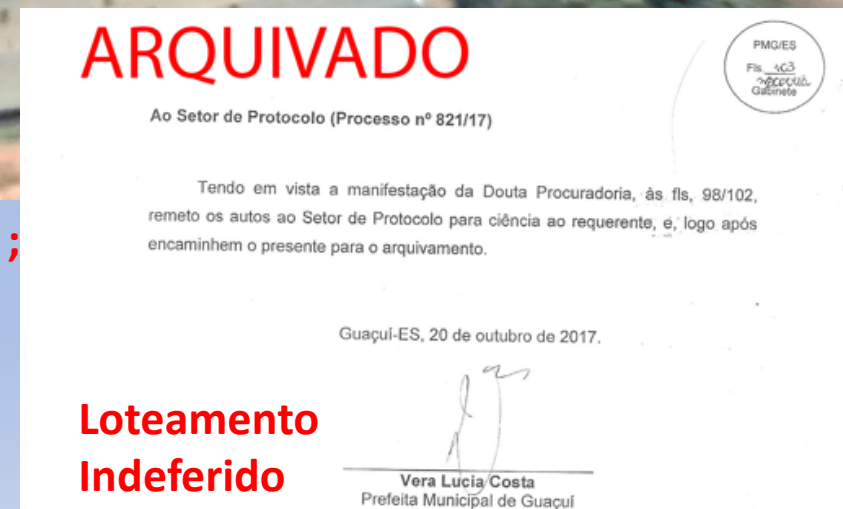 ARQUIVADO
PMG/ES
Fls. 103
Gabinete
Ao Setor de Protocolo (Processo nº 821/17)
Tendo em vista a manifestação da Douta Procuradoria, às fls, 98/102,
remeto os autos ao Setor de Protocolo para ciência ao requerente, e, logo após
encaminhem o presente para o arquivamento.
;
Guaçuí-ES, 20 de outubro de 2017.
Loteamento
Indeferido
Vera Lucia Costa
Prefeita Municipal de Guaçuí